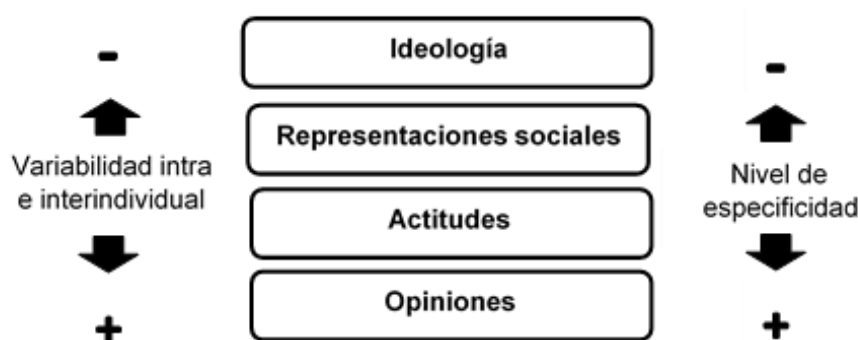 -
Ideología
-
Representaciones sociales
Variabilidad intra
e interindividual
Nivel de
especificidad
Actitudes
Opiniones
+
+